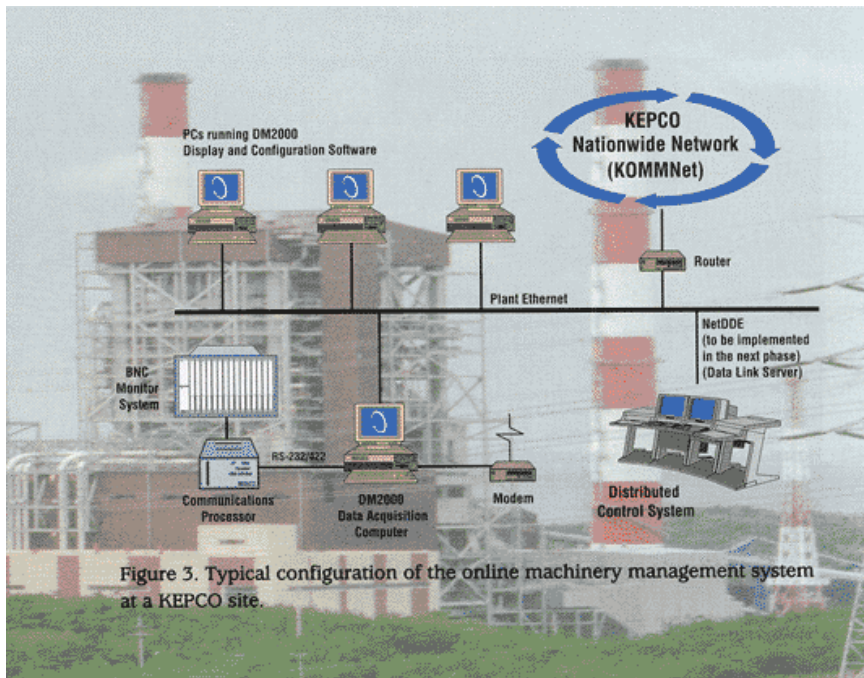 PCs running DM2000
Display and Configuration Software
KEPCO
Nationwide Network
(KOMMNet)
Router
Plant Ethernet
NetDDE
(to be implemented
in the next phase)
(Data Link Server)
BNC
Monitor
System
RS-232/422
Communications
Processor
DM2000
Data Acquisition
Computer
Modem
Distributed
Control System
Figure 3. Typical configuration of the online machinery management system
at a KEPCO site.